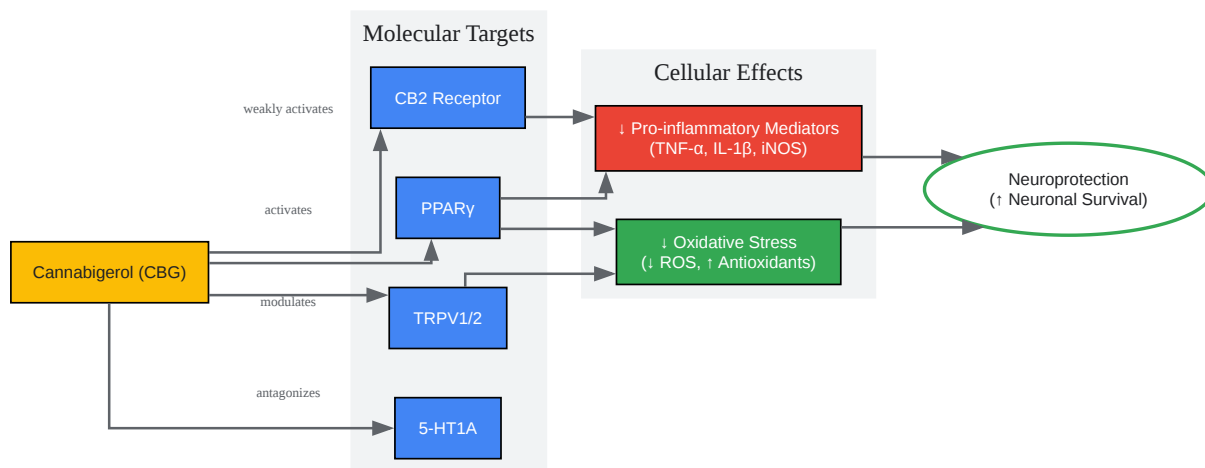 Molecular Targets
CB2 Receptor
PPARγ
TRPV1/2
5-HT1A
Cellular Effects
↓ Pro-inflammatory Mediators
(TNF-α, IL-1β, iNOS)
↓ Oxidative Stress
(↓ ROS, ↑ Antioxidants)
Neuroprotection
(↑ Neuronal Survival)
Cannabigerol (CBG)
weakly activates
activates
modulates
antagonizes